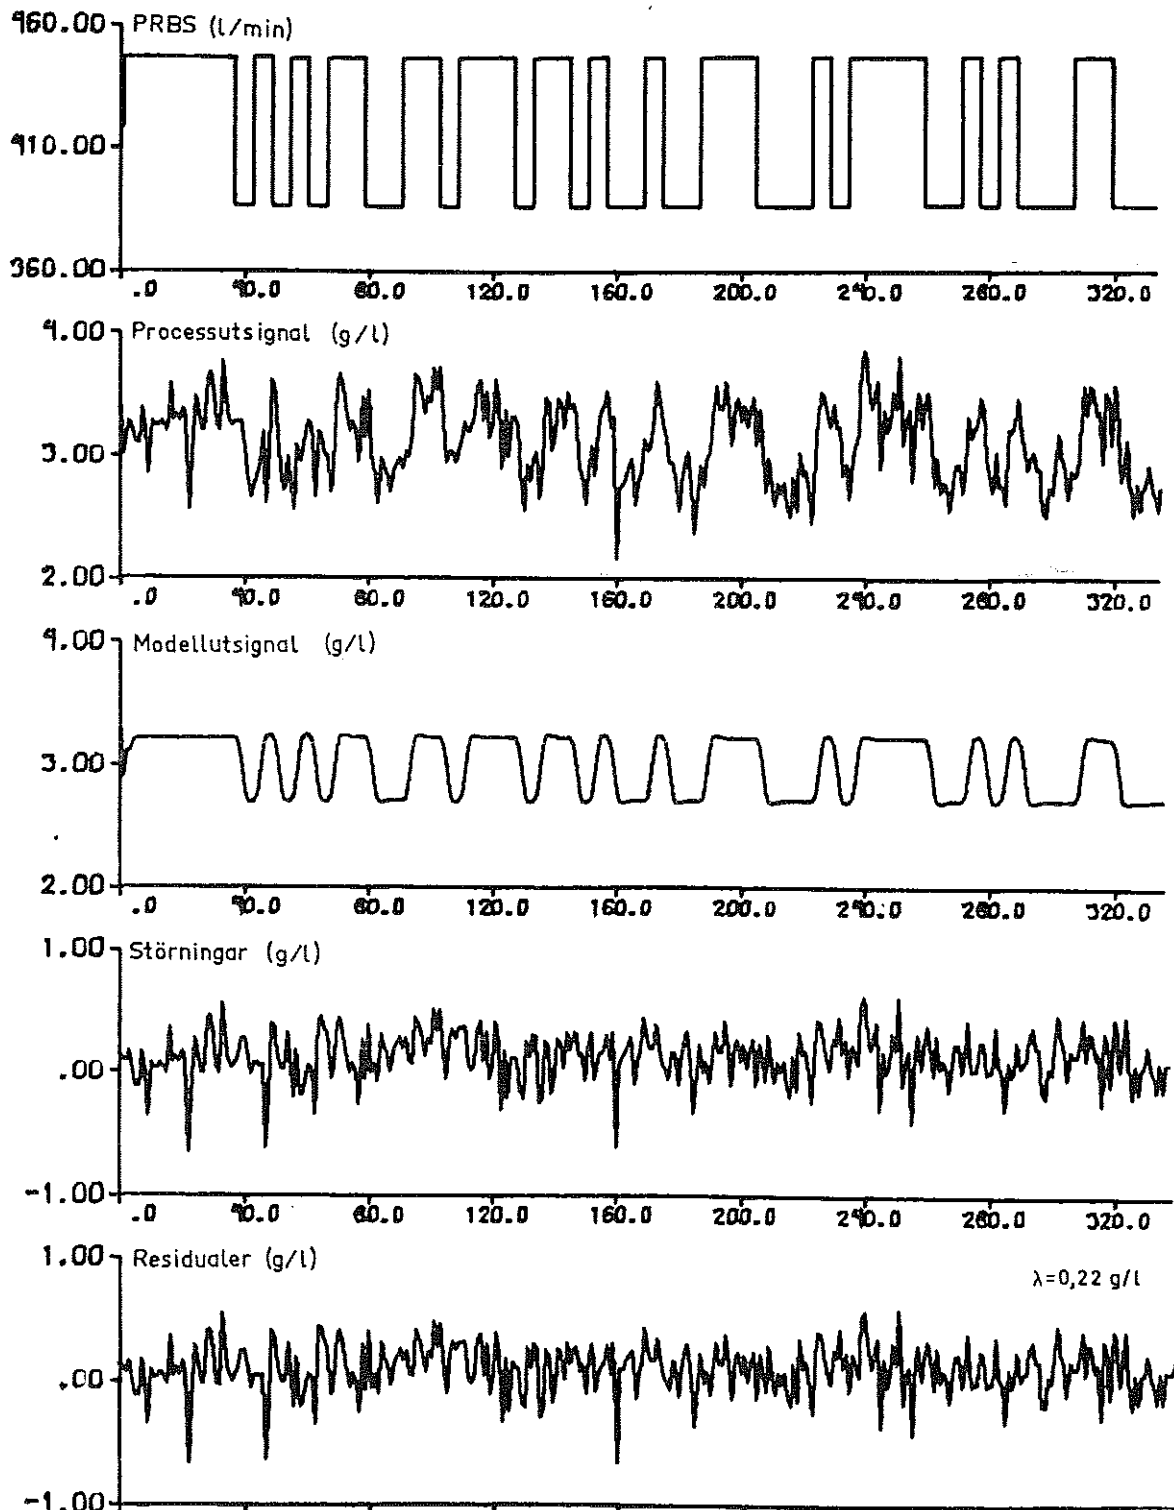 460.00
PRBS (l/min)
410.00
360.00
.0 40.0 80.0 120.0 160.0 200.0 240.0 280.0 320.0
4.00
Processutsignal (g/l)
3.00
2.00
.0 40.0 80.0 120.0 160.0 200.0 240.0 280.0 320.0
4.00
Modellutsignal (g/l)
3.00
2.00
.0 40.0 80.0 120.0 160.0 200.0 240.0 280.0 320.0
1.00
Störningar (g/l)
.00
-1.00
.0 40.0 80.0 120.0 160.0 200.0 240.0 280.0 320.0
1.00
Residualer (g/l)
λ=0,22 g/l
.00
-1.00